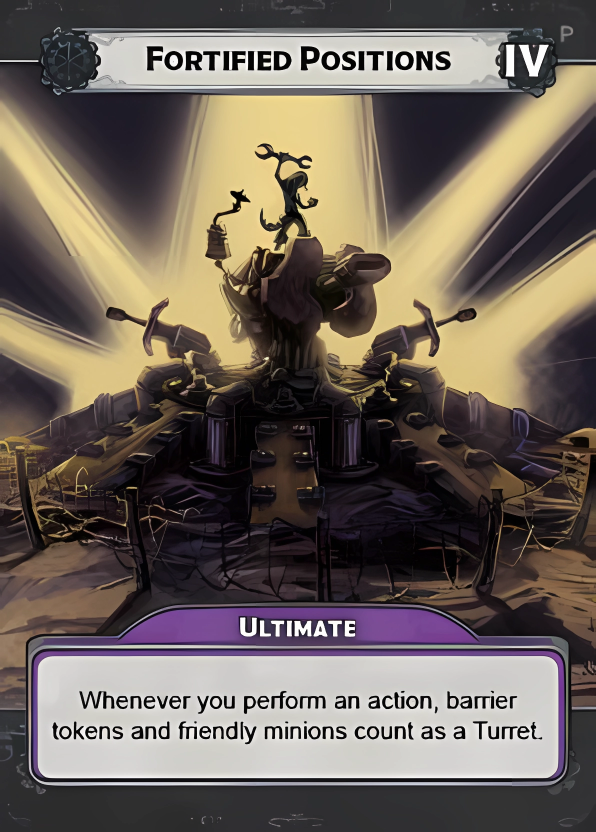 P
Fortified Positions
IV
Ultimate
Whenever you perform an action, barrier
tokens and friendly minions count as a Turret.